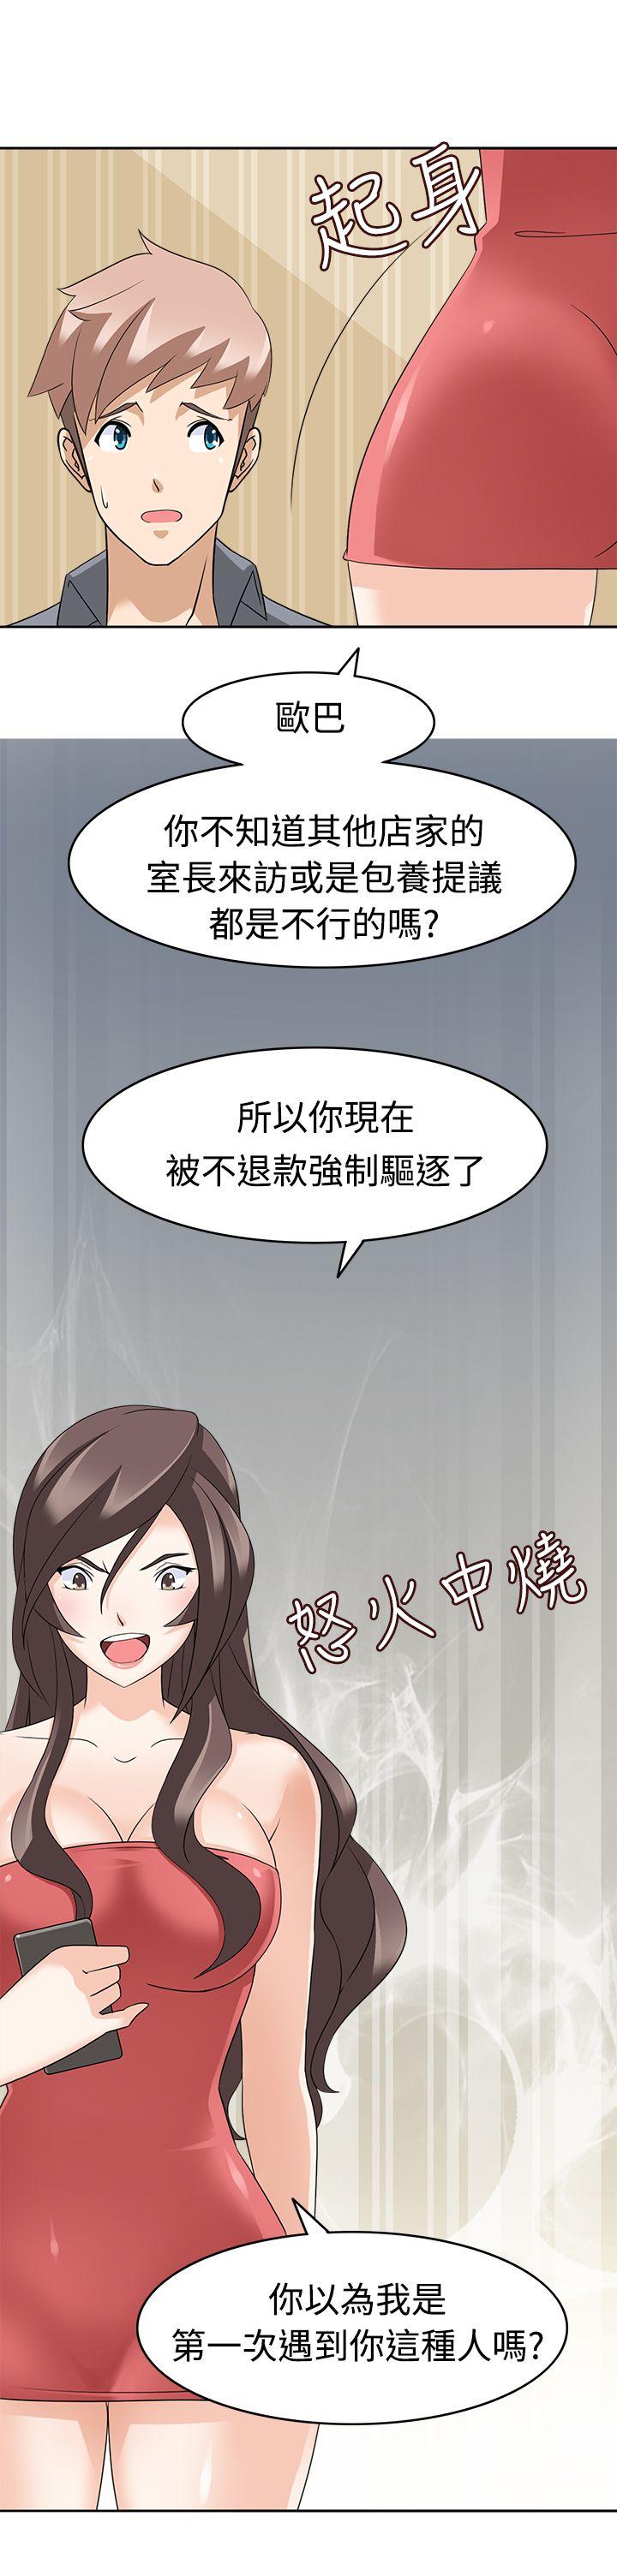 起身
歐巴
你不知道其他店家的
室長來訪或是包養提議
都是不行的嗎?
所以你現在
被不退款強制驅逐了
怒火中燒
你以為我是
第一次遇到你這種人嗎?